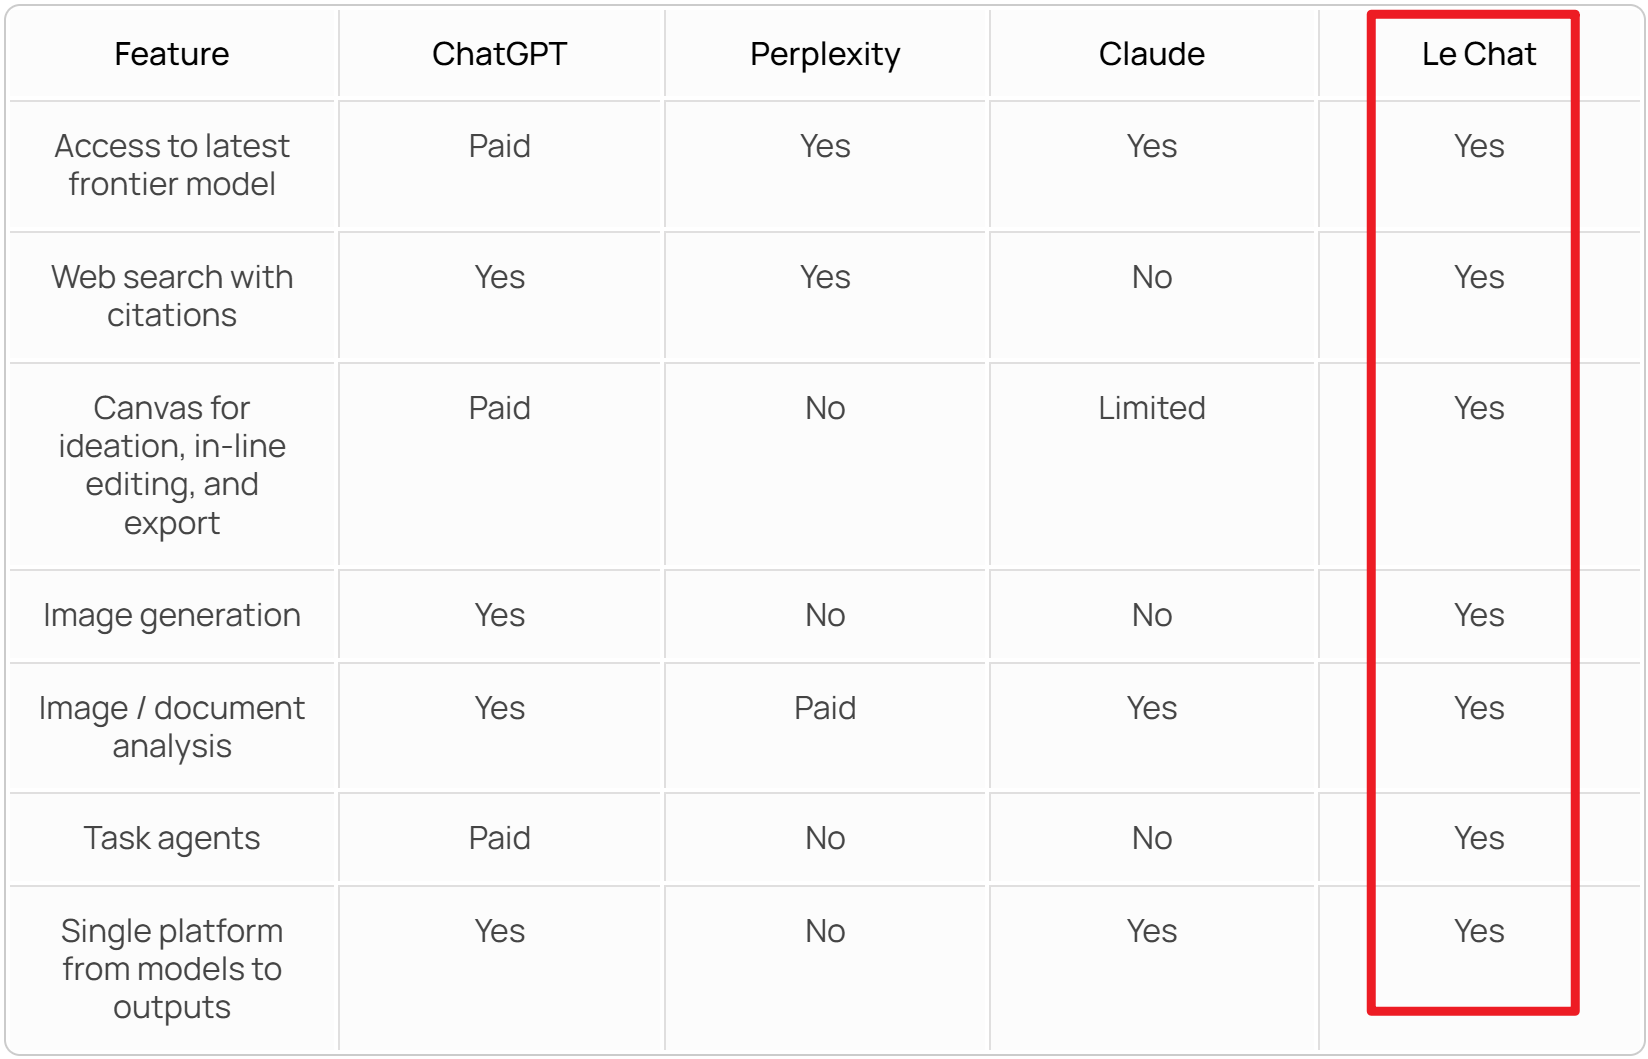 Feature ChatGPT Perplexity Claude Le Chat
Access to latest Paid Yes Yes Yes
frontier model
Web search with Yes Yes No Yes
citations
Canvas for Paid No Limited Yes
ideation, in-line
editing, and
export
Image generation Yes No No Yes
Image / document Yes Paid Yes Yes
analysis
Task agents Paid No No Yes
Single platform Yes No Yes Yes
from models to
outputs